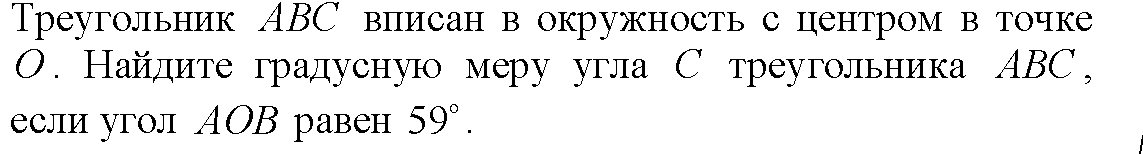 Треугольник ABC вписан в окружность с центром в точке
O. Найдите градусную меру угла C треугольника ABC,
если угол AOB равен 59°.